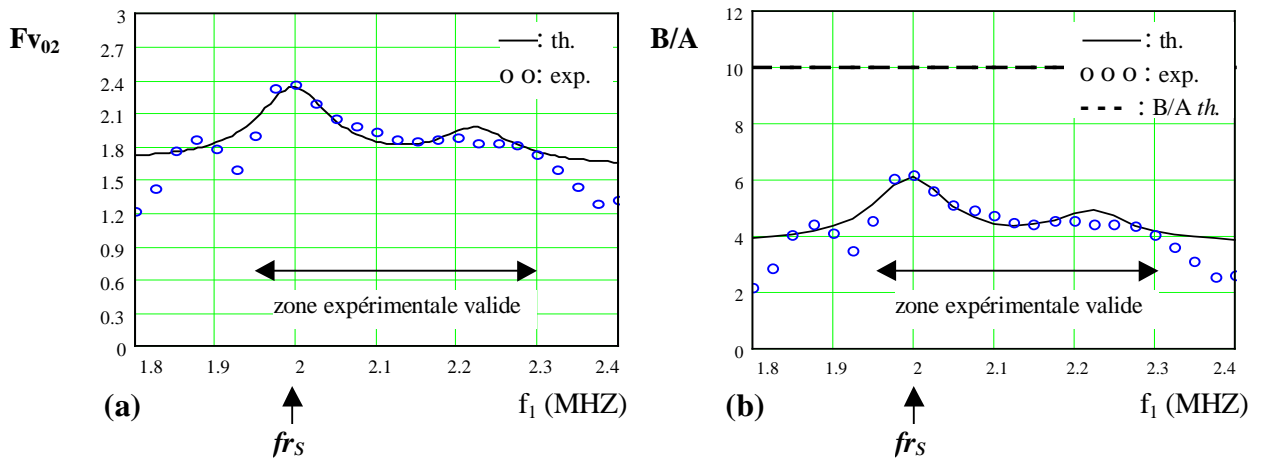 Fv02
3
2.7
2.4
2.1
1.8
1.5
1.2
0.9
0.6
0.3
0
: th.
o o: exp.
zone expérimentale valide
1.8 1.9 2 2.1 2.2 2.3 2.4
(a)
f1 (MHZ)
frS
B/A
12
10
8
6
4
2
0
: th.
o o o : exp.
: B/A th.
zone expérimentale valide
1.8 1.9 2 2.1 2.2 2.3 2.4
(b)
f1 (MHZ)
frS